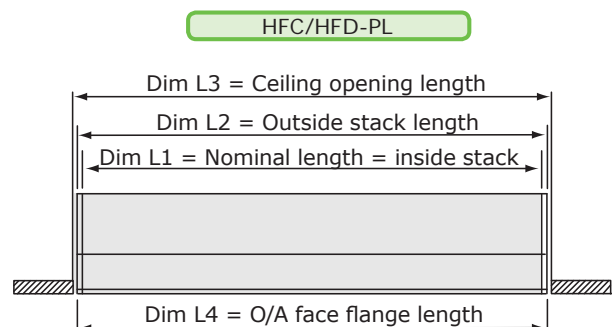 HFC/HFD-PL
Dim L3 = Ceiling opening length
Dim L2 = Outside stack length
Dim L1 = Nominal length = inside stack
Dim L4 = O/A face flange length